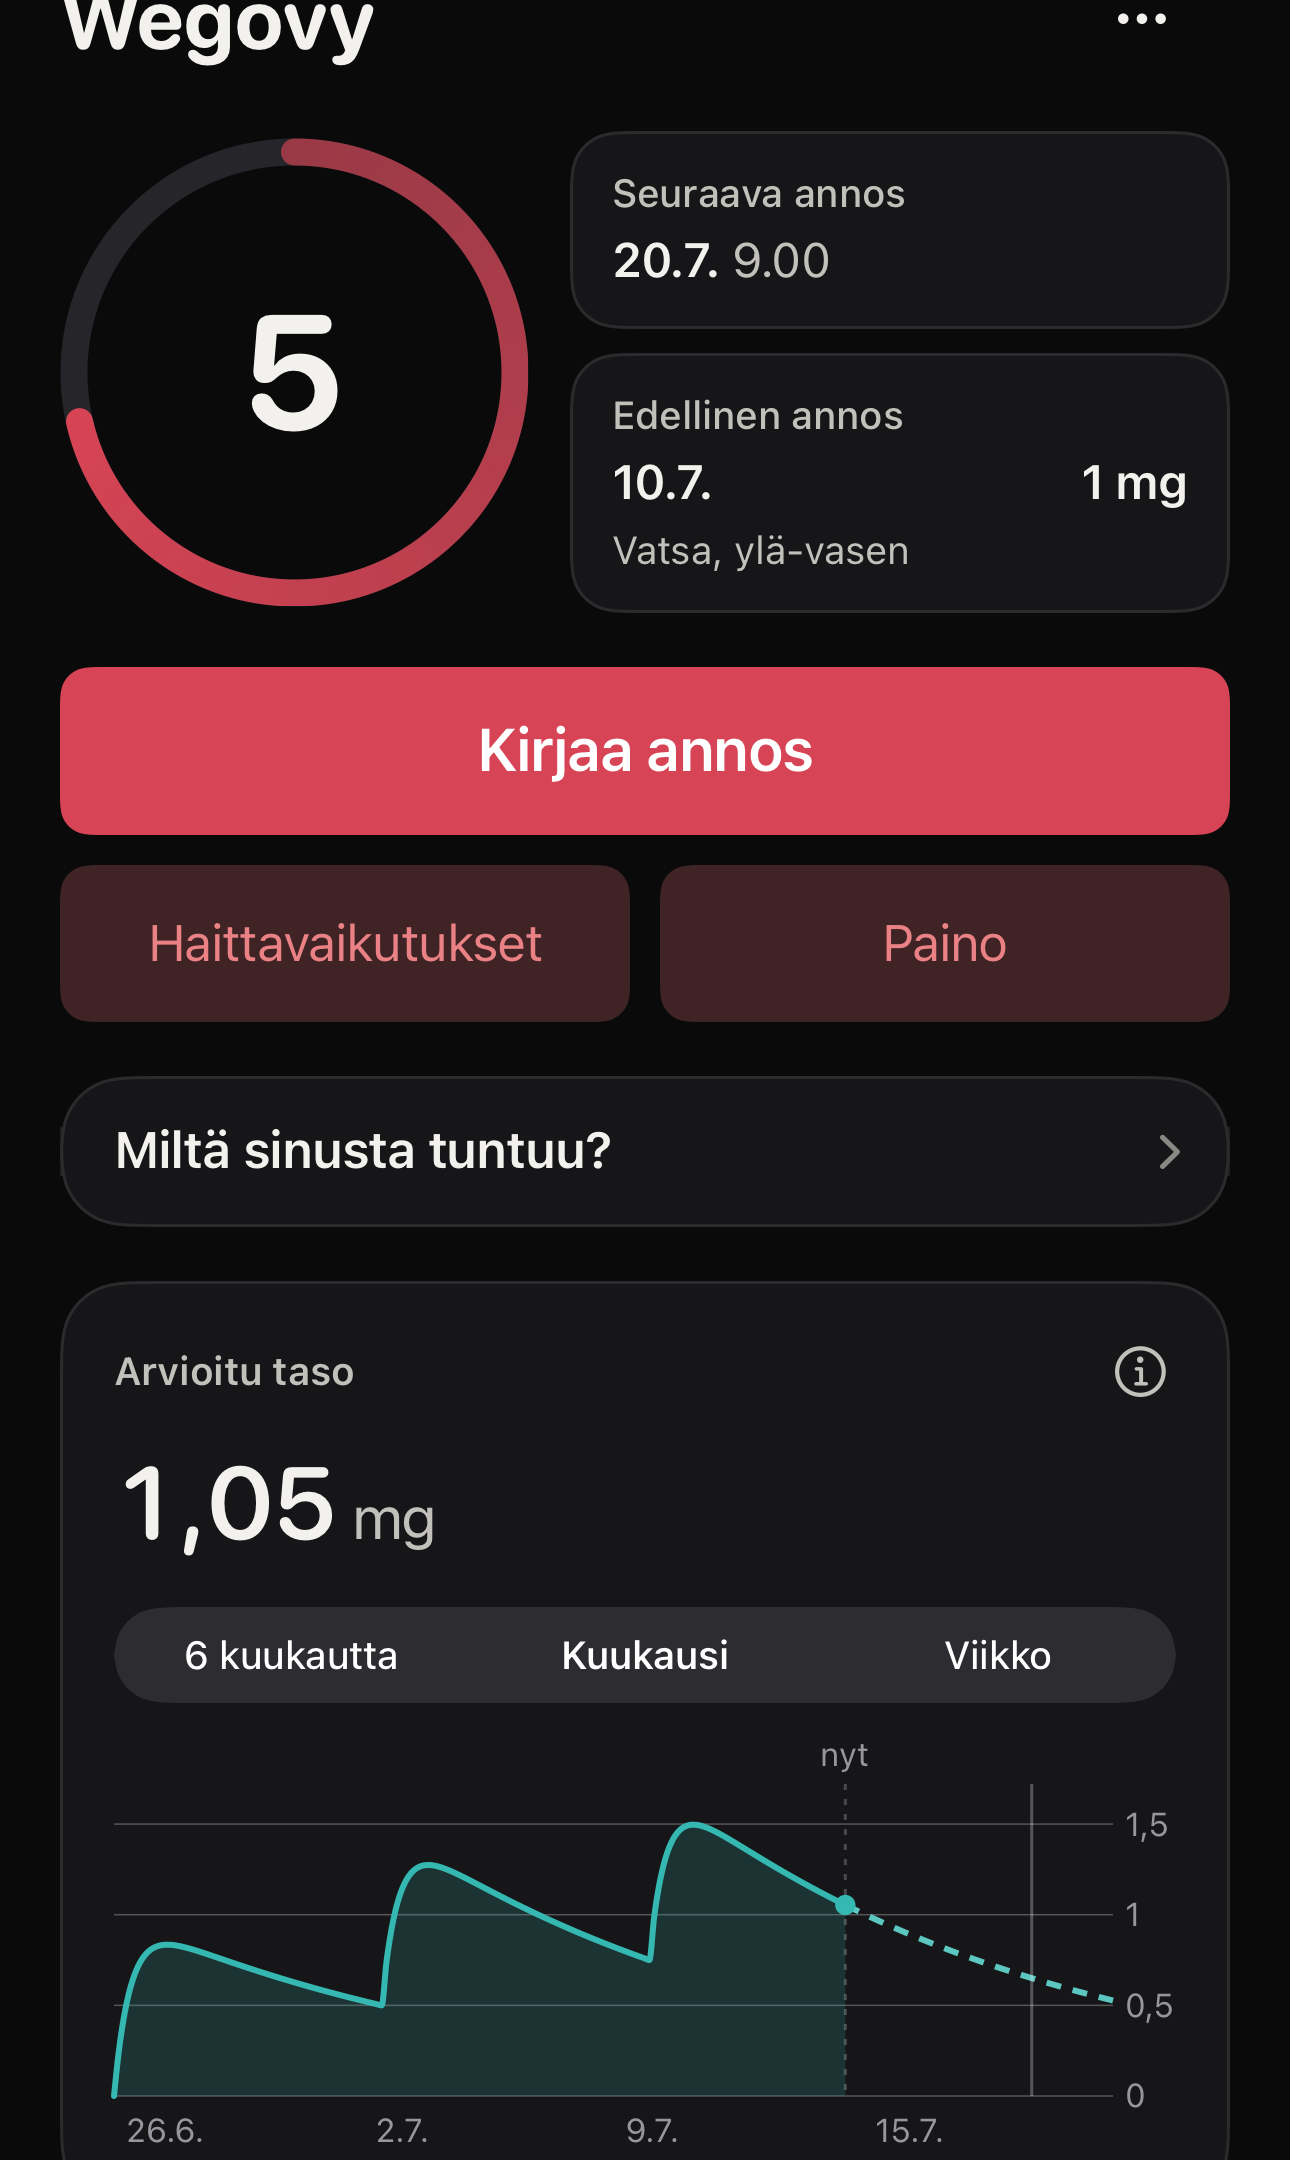 Wegovy
5
Seuraava annos
20.7. 9.00
Edellinen annos
10.7. 1 mg
Vatsa, ylä-vasen
Kirjaa annos
Haittavaikutukset
Paino
Miltä sinusta tuntuu?
Arvioitu taso
1,05 mg
6 kuukautta Kuukausi Viikko
nyt
1,5
1
0,5
0
26.6. 2.7. 9.7. 15.7.